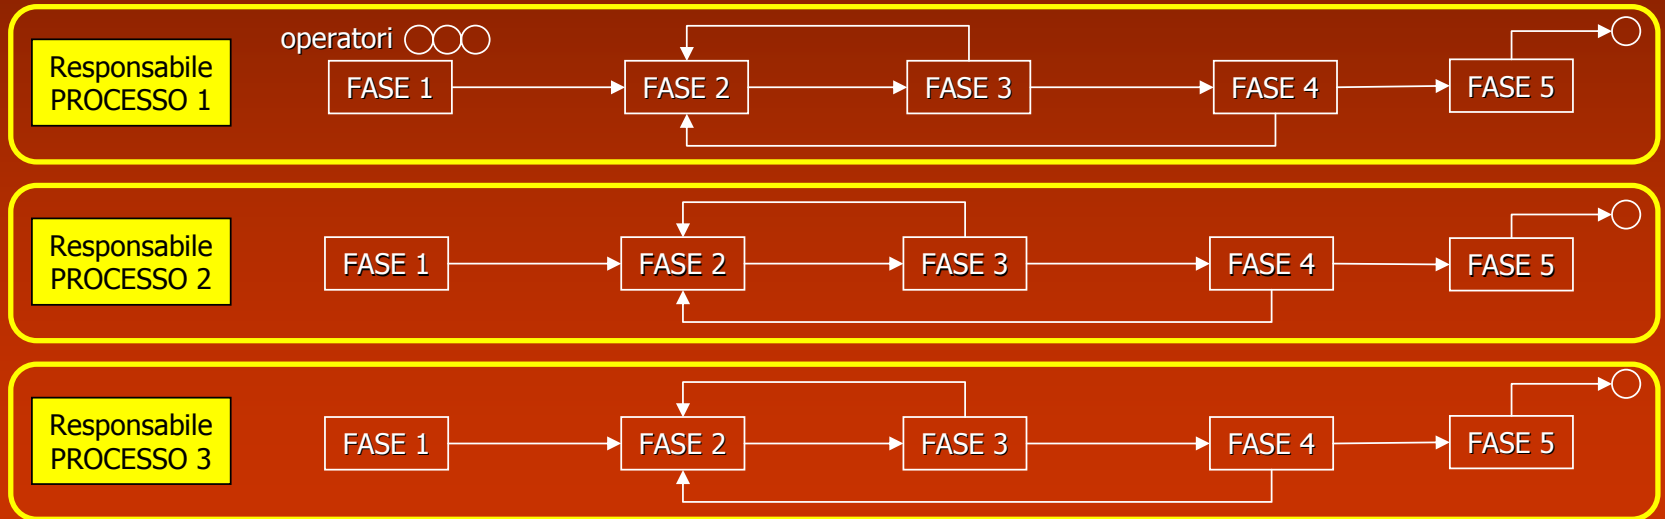 operatori
Responsabile
PROCESSO 1
FASE 1
FASE 2
FASE 3
FASE 4
FASE 5
Responsabile
PROCESSO 2
FASE 1
FASE 2
FASE 3
FASE 4
FASE 5
Responsabile
PROCESSO 3
FASE 1
FASE 2
FASE 3
FASE 4
FASE 5